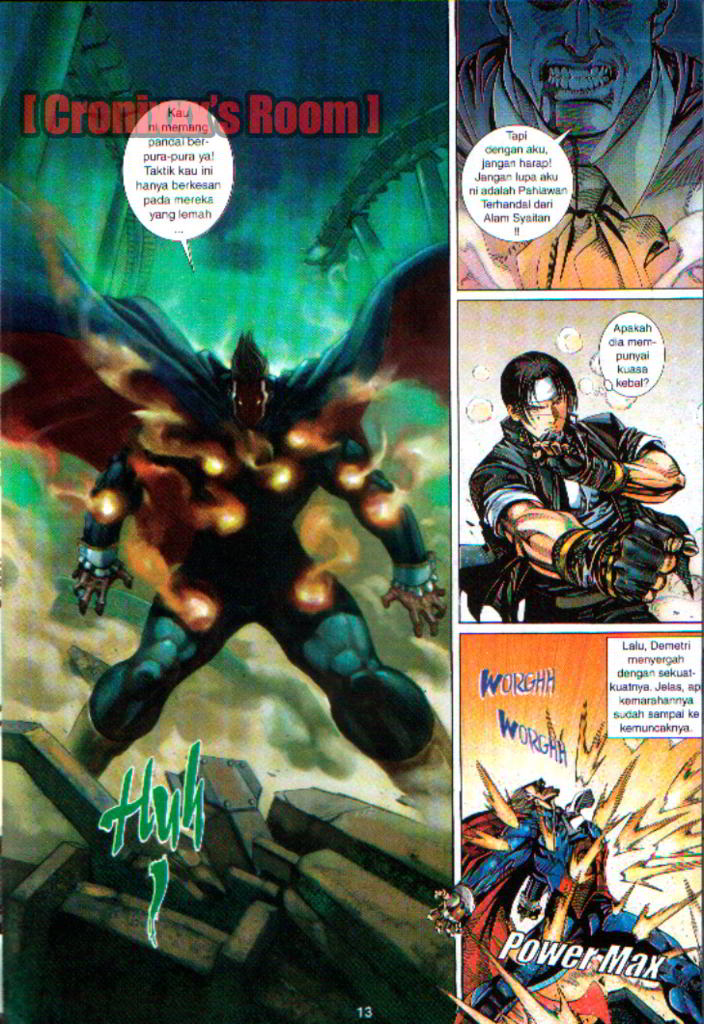 [ Cronicay's Room ]
Kau
ni memang
pandai ber-
pura-pura ya!
Taktik kau ini
hanya berkesan
pada mereka
yang lemah
...
Huh
!
Tapi
dengan aku,
jangan harap!
Jangan lupa aku
ni adalah Pahlawan
Terhandal dari
Alam Syaitan
!!
Apakah
dia mem-
punyai
kuasa
kebal?
Lalu, Demetri
menyergah
dengan sekuat-
kuatnya. Jelas, ap
kemarahannya
sudah sampai ke
kemuncaknya.
WORGHH
WORGHH
Power Max
13